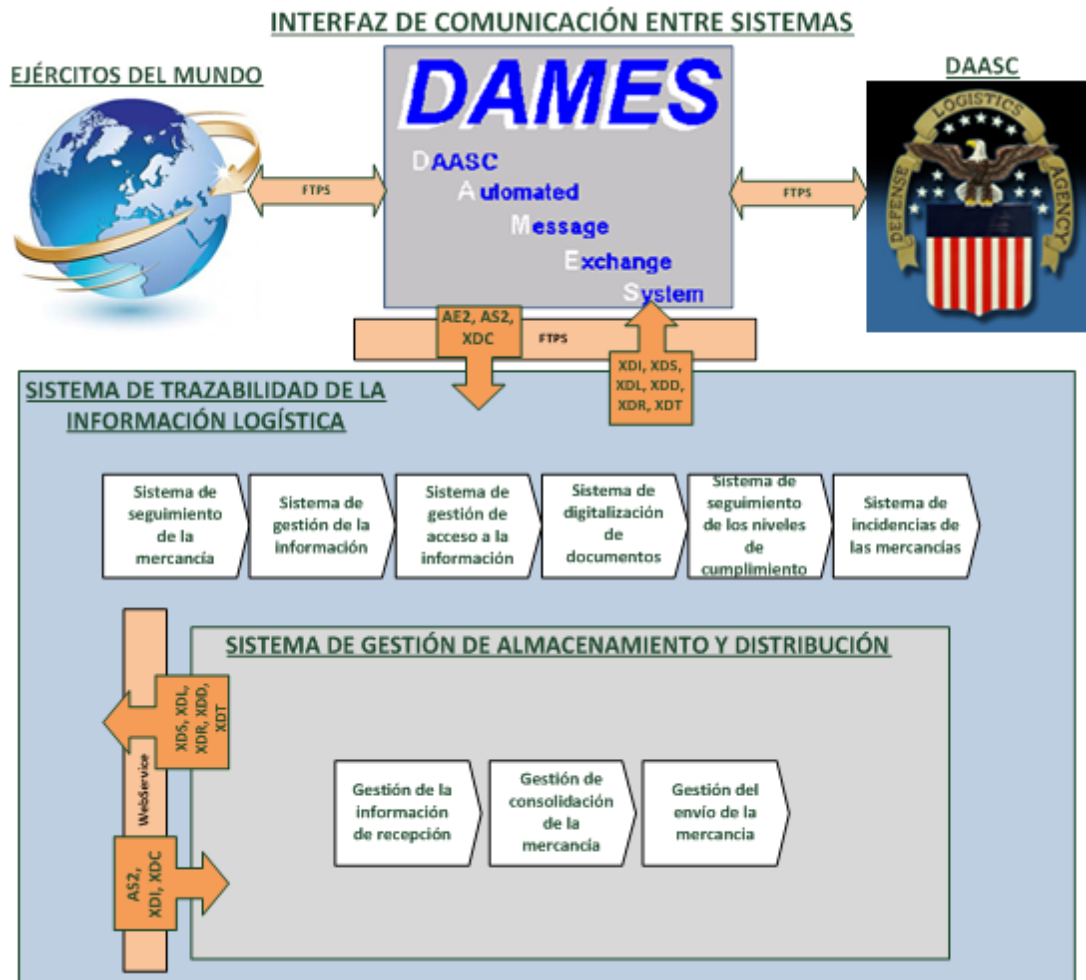 INTERFAZ DE COMUNICACIÓN ENTRE SISTEMAS
EJÉRCITOS DEL MUNDO
DAASC
DAMES
DAASC
Automated
Message
Exchange
System
FTPS
FTPS
LOGISTICS
DEFENSE
AGENCY
AE2, AS2,
XDC
FTPS
XDI, XDS,
XDL, XDD,
XDR, XDT
SISTEMA DE TRAZABILIDAD DE LA
INFORMACIÓN LOGÍSTICA
Sistema de
seguimiento
de la
mercancía
Sistema de
gestión de la
información
Sistema de
gestión de
acceso a la
información
Sistema de
digitalización
de
documentos
Sistema de
seguimiento
de los niveles
de
cumplimiento
Sistema de
incidencias de
las mercancías
SISTEMA DE GESTIÓN DE ALMACENAMIENTO Y DISTRIBUCIÓN
XDS, XDL,
XDR, XDD,
XDT
WebService
AS2,
XDI, XDC
Gestión de la
información
de recepción
Gestión de
consolidación
de la
mercancia
Gestión del
envío de la
mercancia